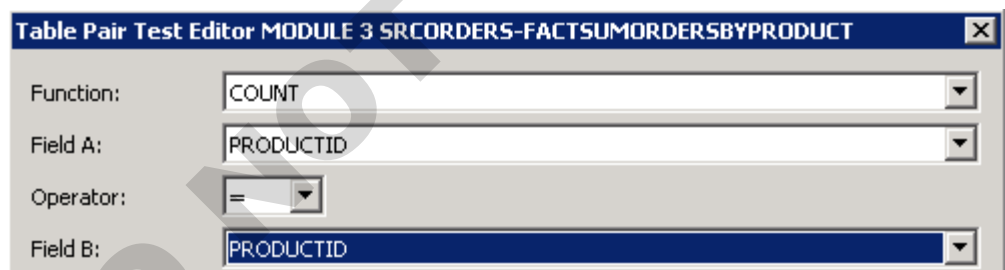 Table Pair Test Editor MODULE 3 SRCORDERS-FACTSUMORDERSBYPRODUCT
Function: COUNT
Field A: PRODUCTID
Operator: =
Field B: PRODUCTID